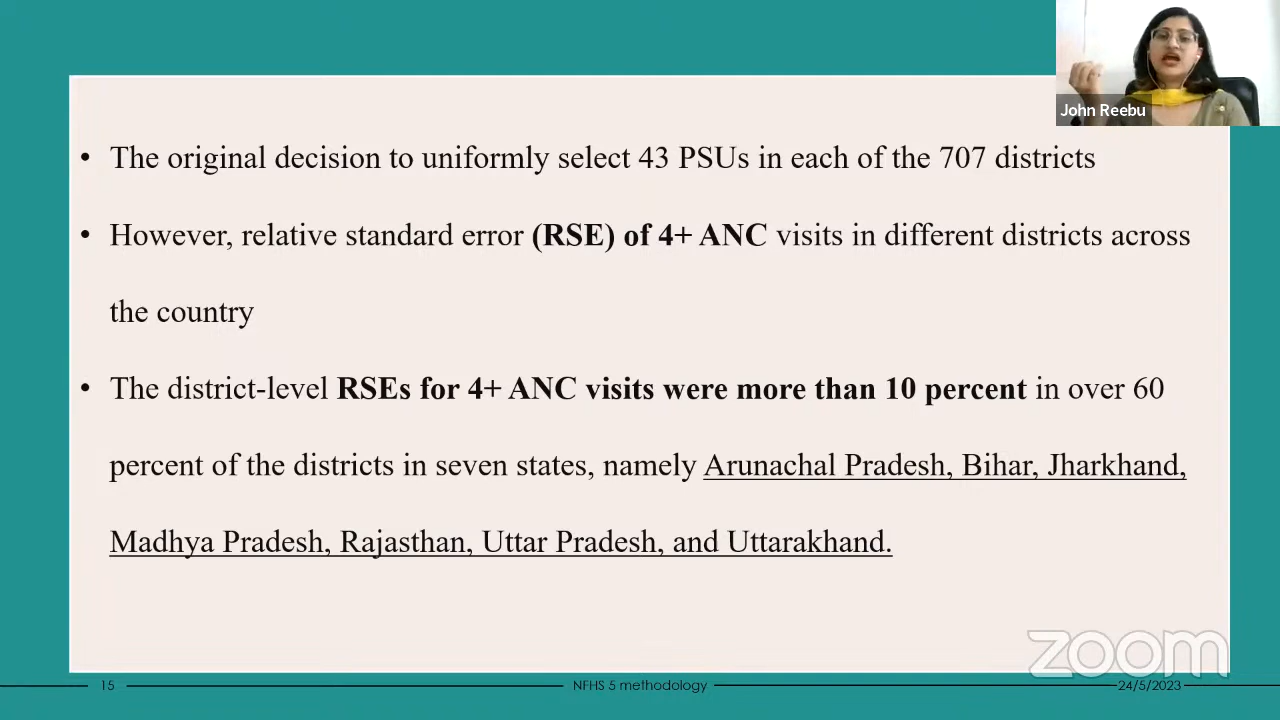 John Reebu
• The original decision to uniformly select 43 PSUs in each of the 707 districts
• However, relative standard error (RSE) of 4+ ANC visits in different districts across
the country
• The district-level RSEs for 4+ ANC visits were more than 10 percent in over 60
percent of the districts in seven states, namely Arunachal Pradesh, Bihar, Jharkhand,
Madhya Pradesh, Rajasthan, Uttar Pradesh, and Uttarakhand.
zoom
15 NFHS 5 methodology 24/5/2023